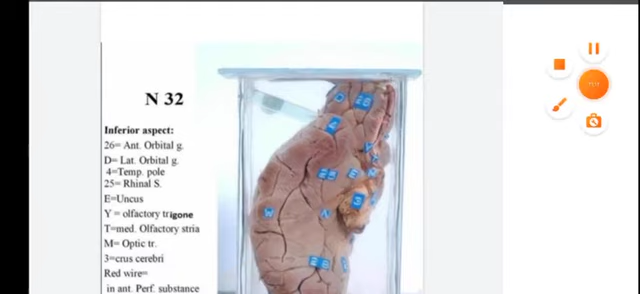 N 32
Inferior aspect:
26= Ant. Orbital g.
D= Lat. Orbital g.
4=Temp. pole
25= Rhinal S.
E=Uncus
Y = olfactory trigone
T=med. Olfactory stria
M= Optic tr.
3=crus cerebri
Red wire=
in ant. Perf. substance